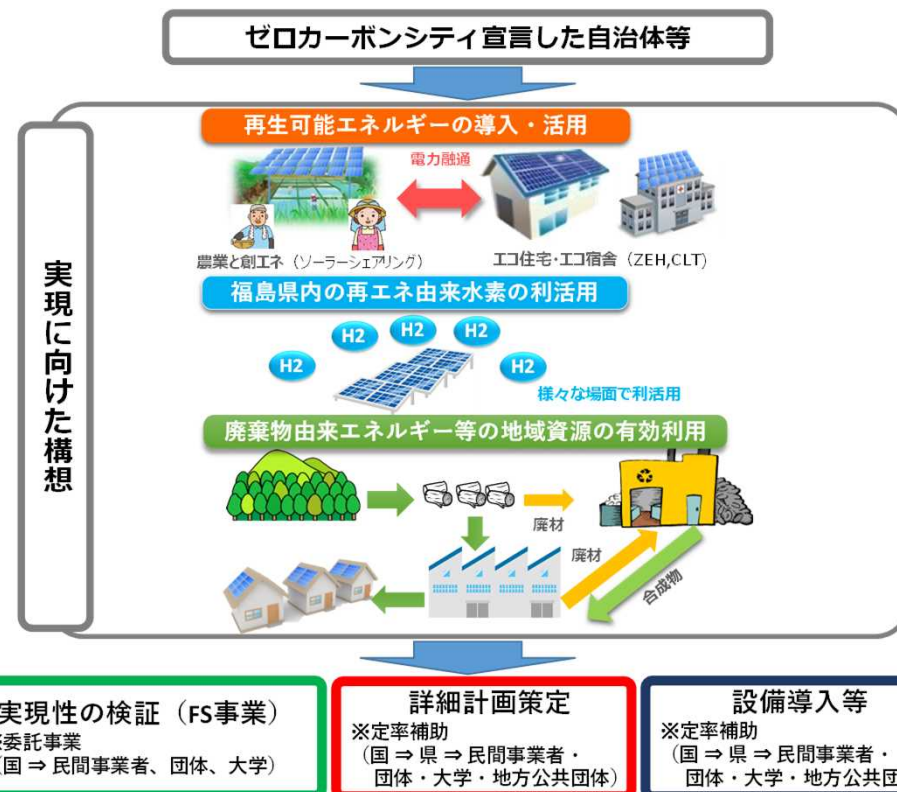 ゼロカーボンシティ宣言した自治体等
実現に向けた構想
再生可能エネルギーの導入・活用
電力融通
農業と創エネ（ソーラーシェアリング）
エコ住宅・エコ宿舎（ZEH,CLT)
福島県内の再エネ由来水素の利活用
H2
H2
H2
H2
H2
様々な場面で利活用
廃棄物由来エネルギー等の地域資源の有効利用
廃材
廃材
合成物
実現性の検証（FS事業）
※委託事業
（国 ⇒ 民間事業者、団体、大学）
詳細計画策定
※定率補助
（国 ⇒ 県 ⇒ 民間事業者・
団体・大学・地方公共団体）
設備導入等
※定率補助
（国 ⇒ 県 ⇒ 民間事業者・
団体・大学・地方公共団